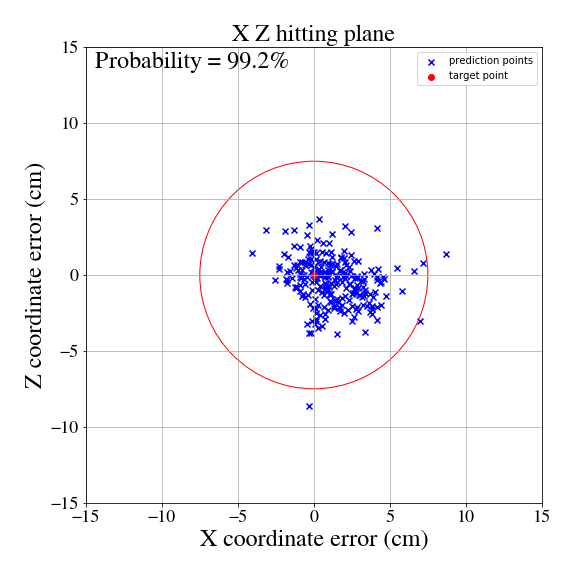 X Z hitting plane
Probability = 99.2%
prediction points
target point
15
10
5
0
−5
−10
−15
Z coordinate error (cm)
−15 −10 −5 0 5 10 15
X coordinate error (cm)